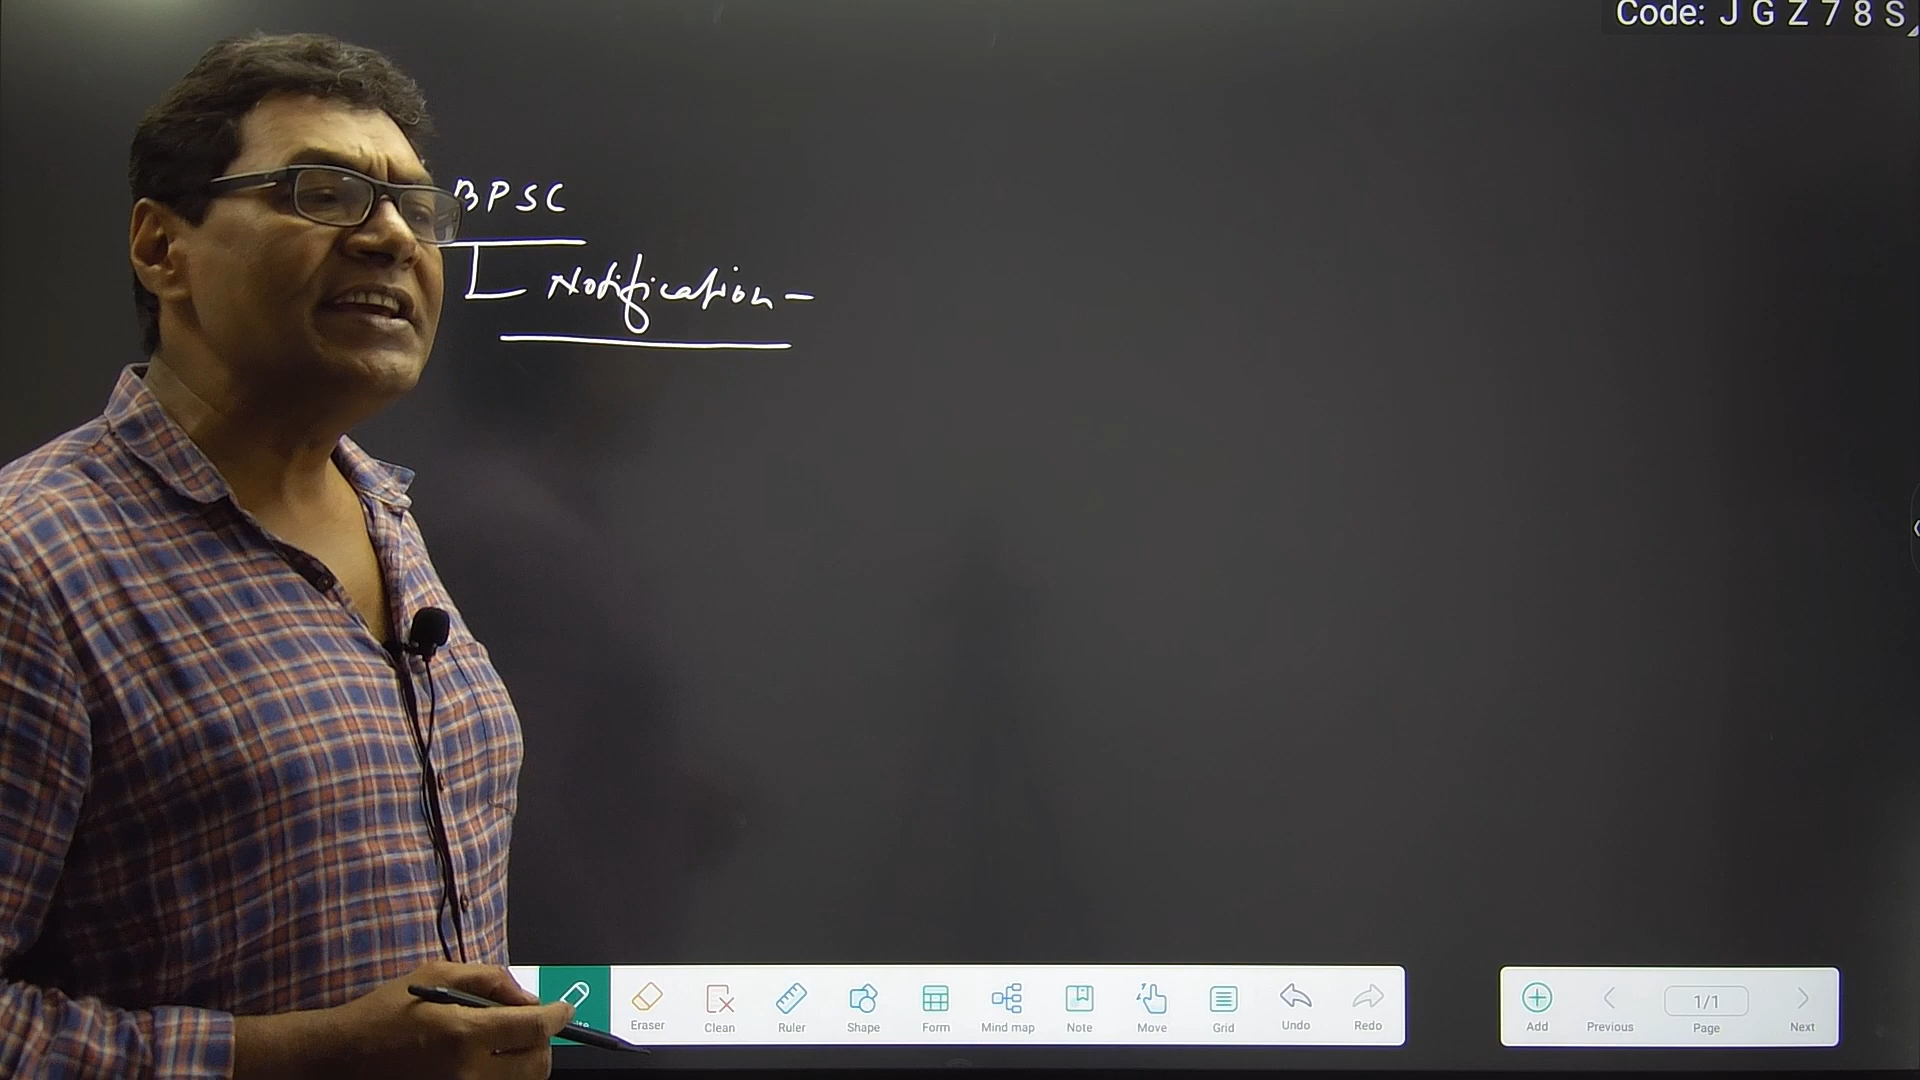 Code: J G Z 7 8 S
BPSC
Notification -
Eraser
Clean
Ruler
Shape
Form
Mind map
Note
Move
Grid
Undo
Redo
Add
Previous
1/1
Page
Next